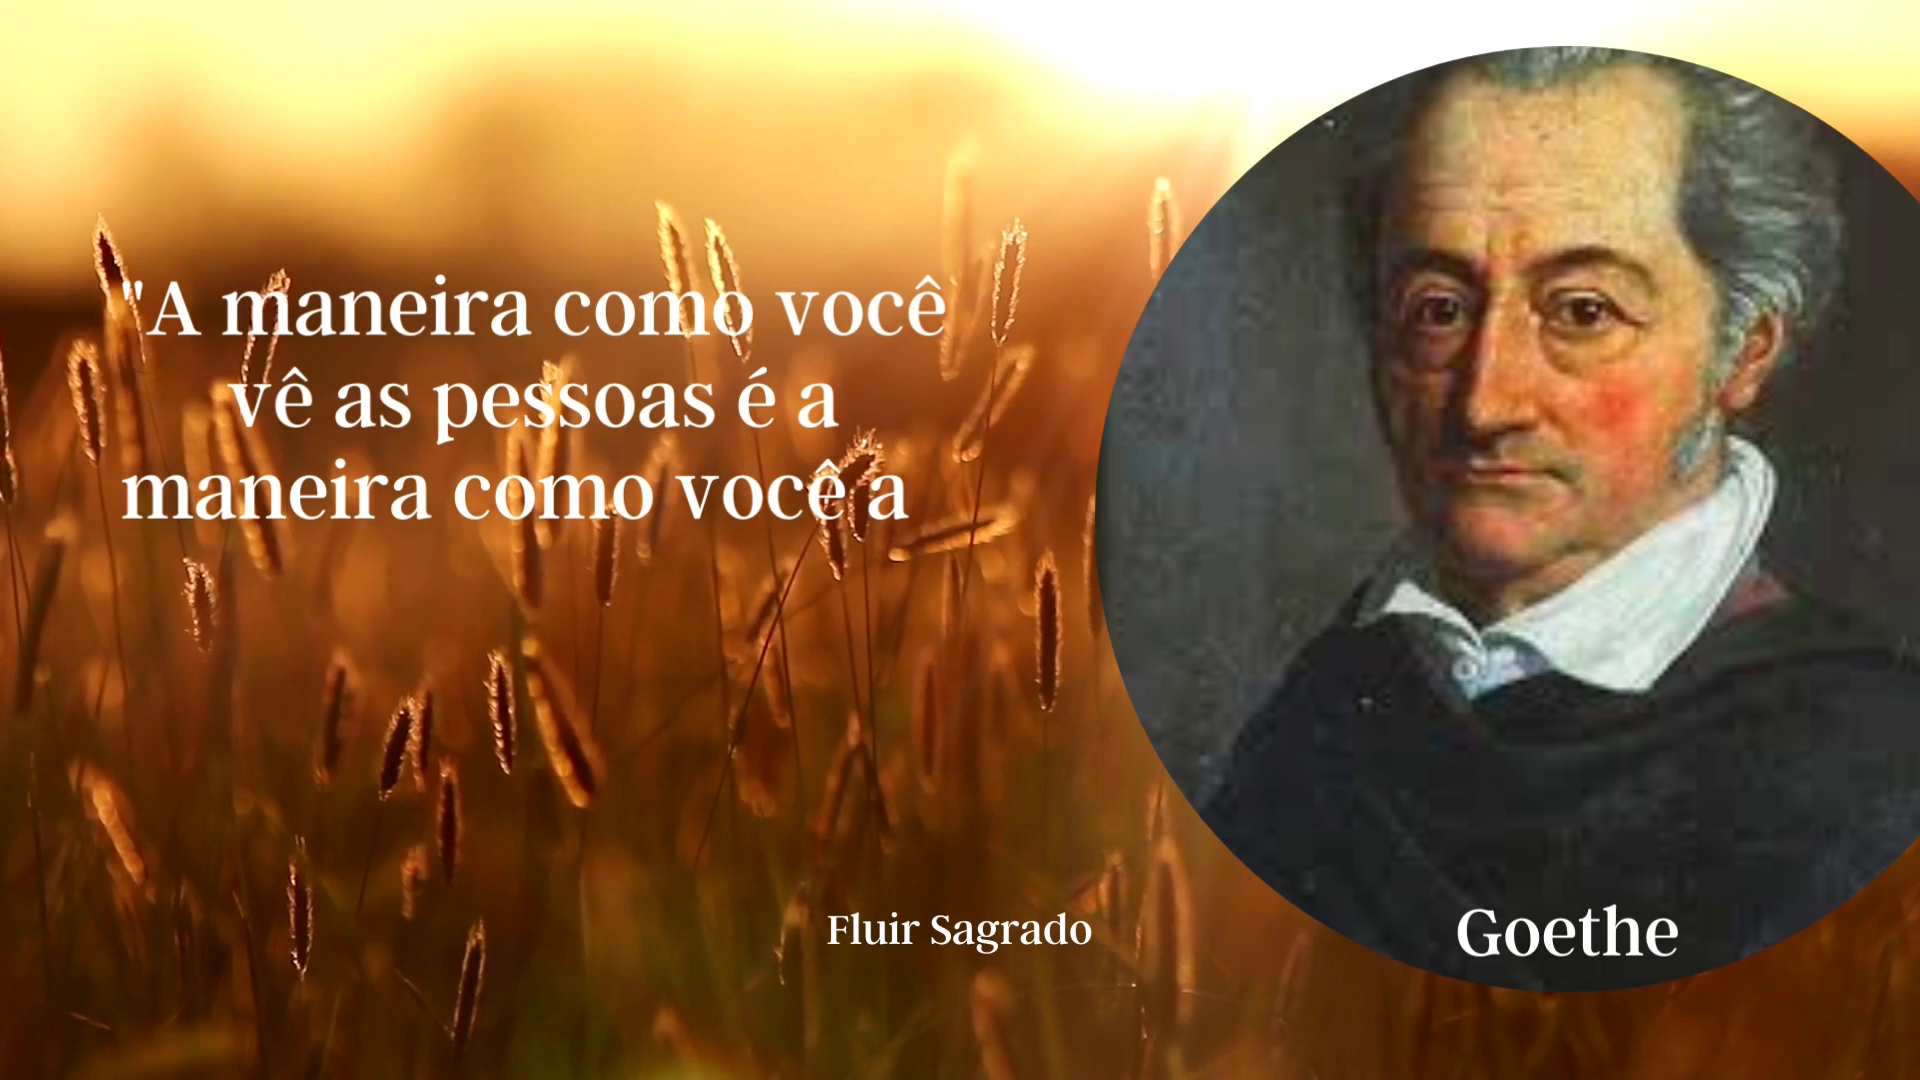 "A maneira como você
vê as pessoas é a
maneira como você a
Fluir Sagrado
Goethe